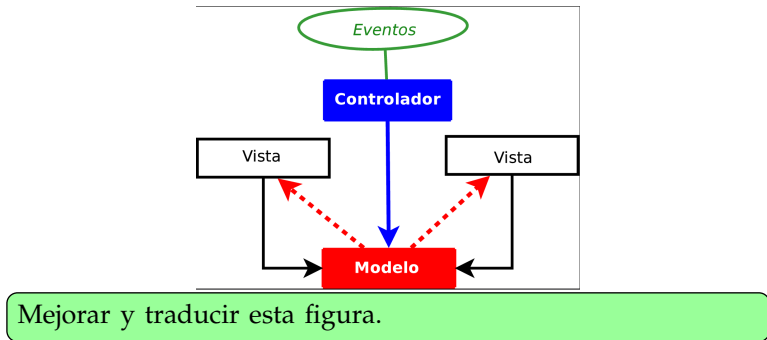 Eventos
Controlador
Vista
Vista
Modelo
Mejorar y traducir esta figura.